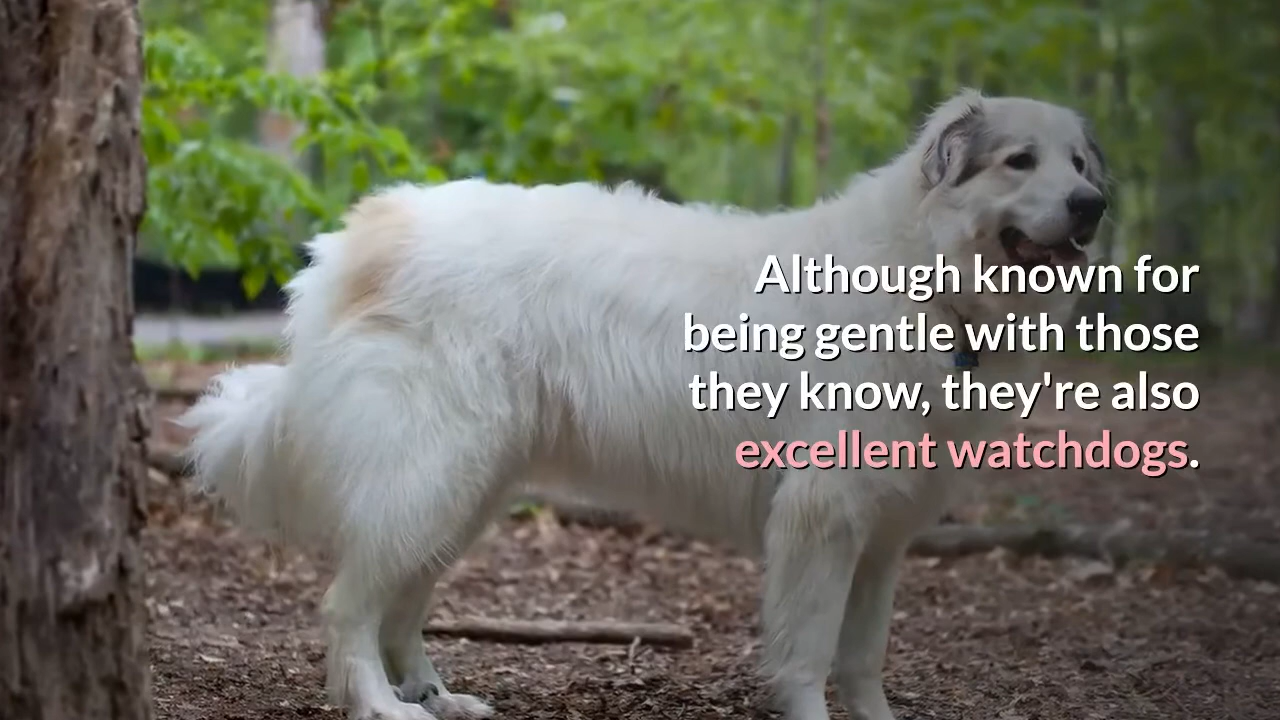 Although known for
being gentle with those
they know, they're also
excellent watchdogs.